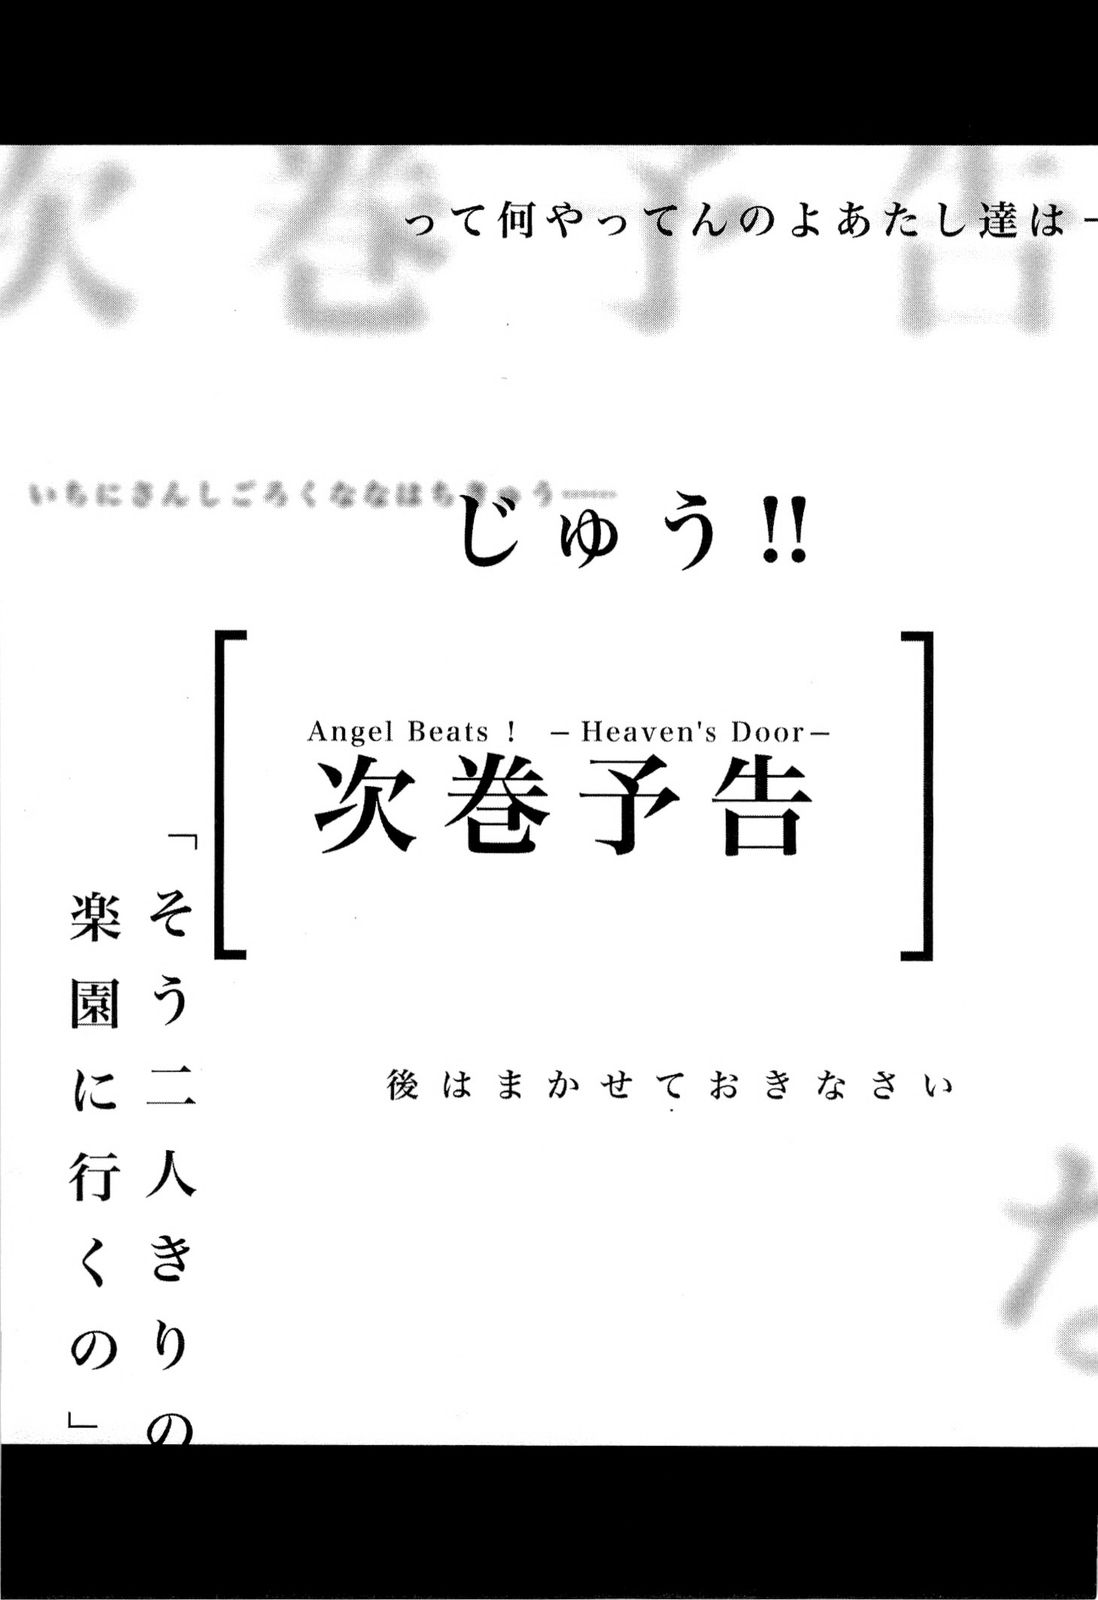 次巻予告
って何やってんのよあたし達は－
いちにさんしごろくななはちきゅう……
じゅう!!
Angel Beats！ －Heaven's Door－
次巻予告
「そう二人きりの
楽園に行くの」
後はまかせておきなさい
な